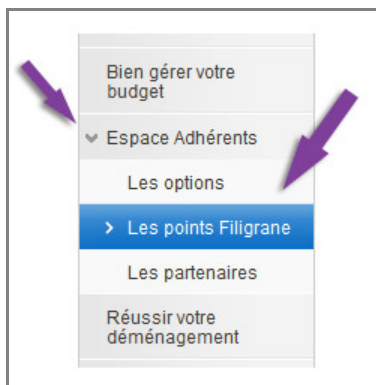 Bien gérer votre
budget
Espace Adhérents
Les options
Les points Filigrane
Les partenaires
Réussir votre
déménagement